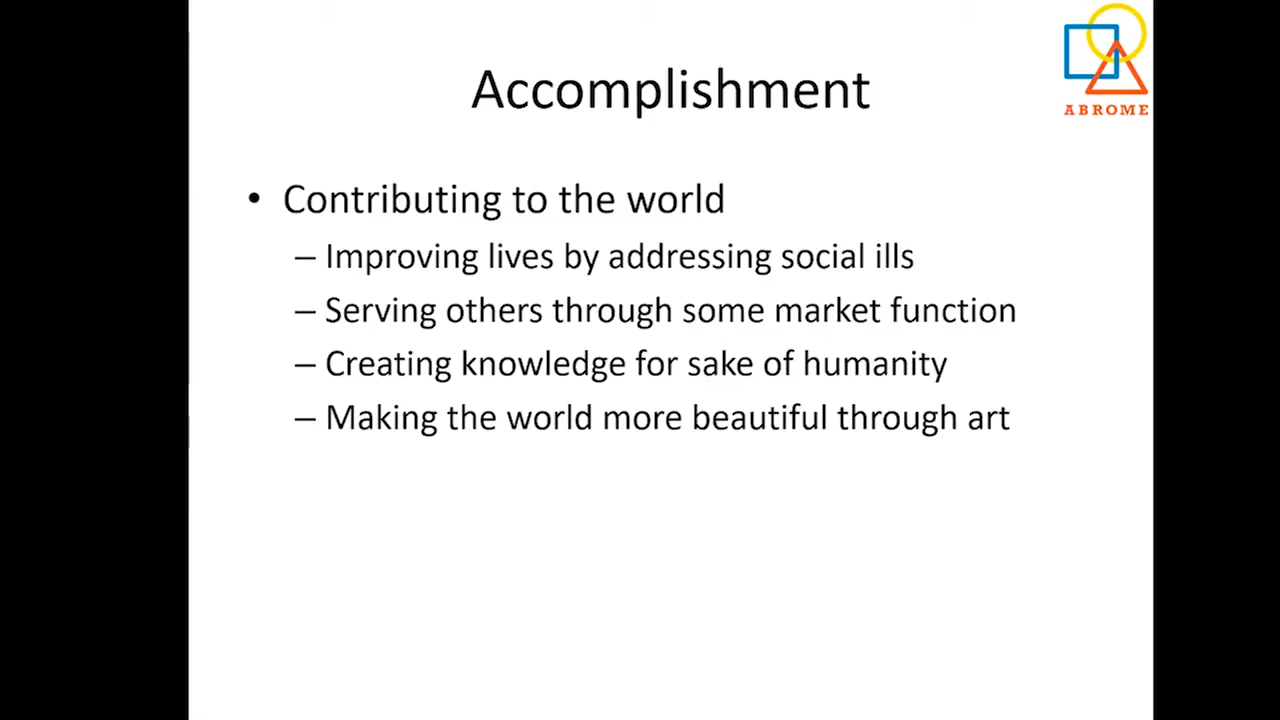 Accomplishment
ABROME
• Contributing to the world
– Improving lives by addressing social ills
– Serving others through some market function
– Creating knowledge for sake of humanity
– Making the world more beautiful through art